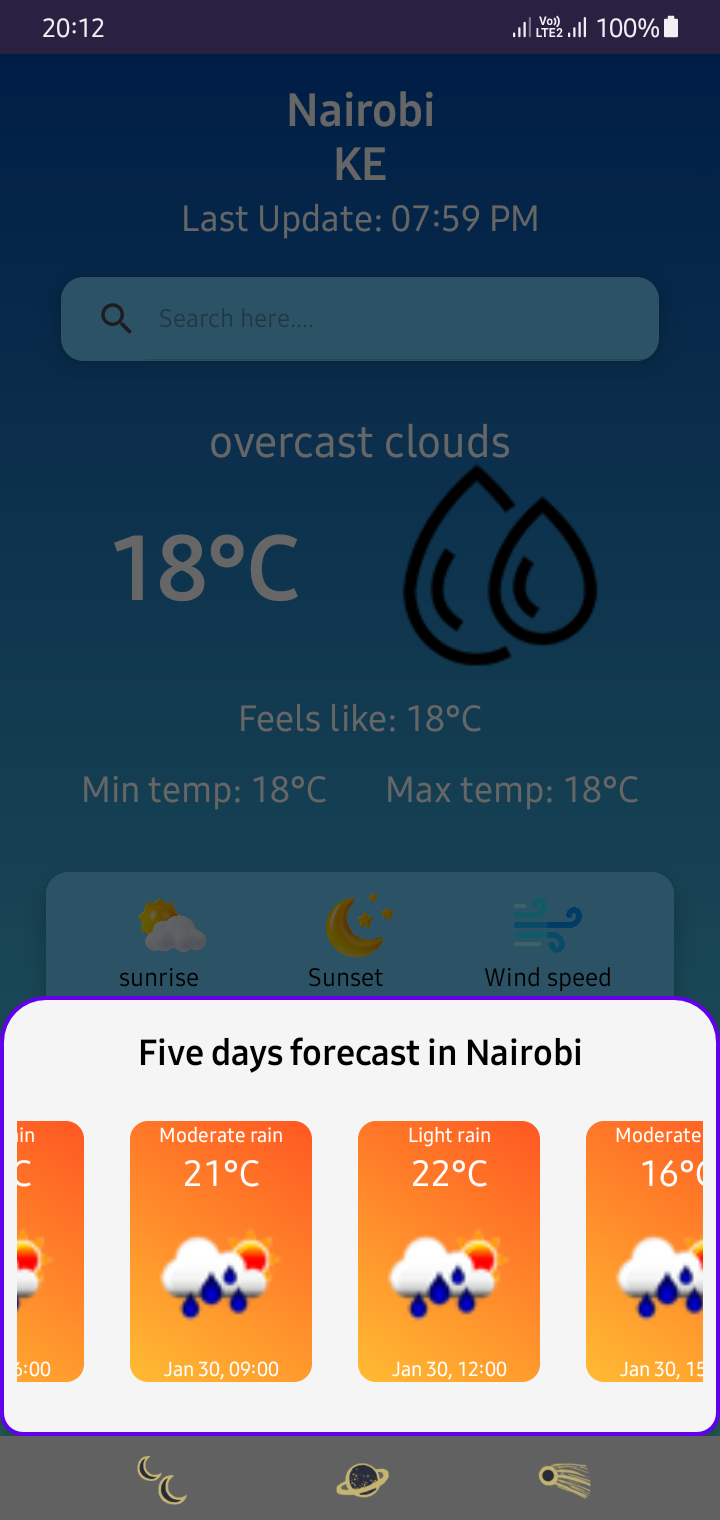 20:12
Vo)) LTE2 100%
Nairobi
KE
Last Update: 07:59 PM
Search here....
overcast clouds
18°C
Feels like: 18°C
Min temp: 18°C Max temp: 18°C
sunrise Sunset Wind speed
Five days forecast in Nairobi
Moderate rain Light rain Moderate
C 21°C 22°C 16°C
6:00 Jan 30, 09:00 Jan 30, 12:00 Jan 30, 15